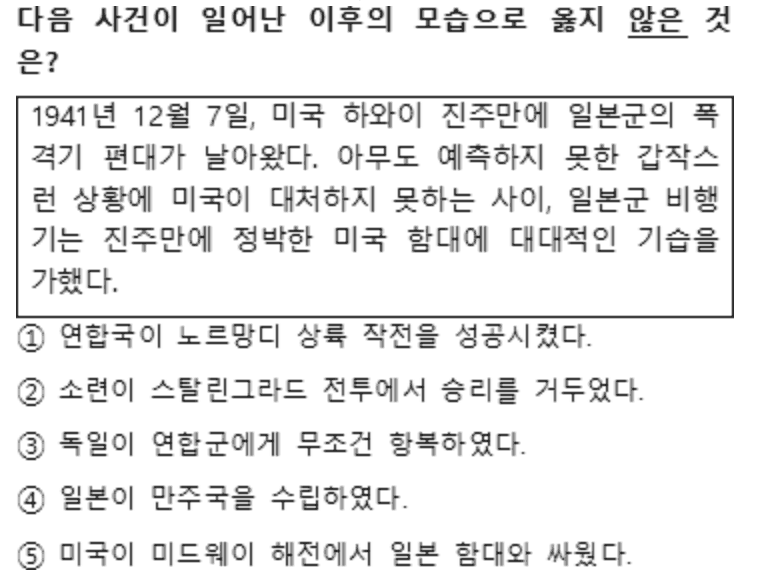 다음 사건이 일어난 이후의 모습으로 옳지 않은 것
은?
1941년 12월 7일, 미국 하와이 진주만에 일본군의 폭
격기 편대가 날아왔다. 아무도 예측하지 못한 갑작스
런 상황에 미국이 대처하지 못하는 사이, 일본군 비행
기는 진주만에 정박한 미국 함대에 대대적인 기습을
가했다.
① 연합국이 노르망디 상륙 작전을 성공시켰다.
② 소련이 스탈린그라드 전투에서 승리를 거두었다.
③ 독일이 연합군에게 무조건 항복하였다.
④ 일본이 만주국을 수립하였다.
⑤ 미국이 미드웨이 해전에서 일본 함대와 싸웠다.